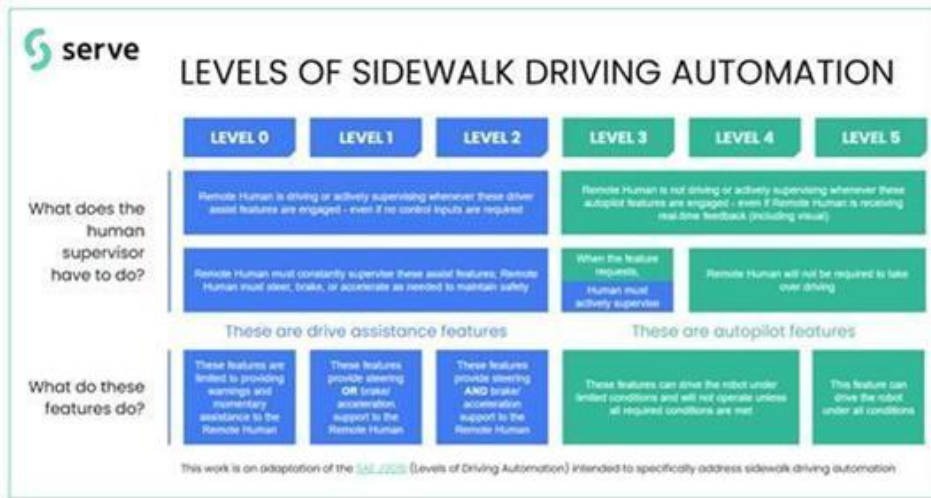 serve
LEVELS OF SIDEWALK DRIVING AUTOMATION
LEVEL 0
LEVEL 1
LEVEL 2
LEVEL 3
LEVEL 4
LEVEL 5
What does the
human
supervisor
have to do?
Remote Human is driving or actively supervising whenever these driver
assist features are engaged - even if no control inputs are required
Remote Human is not driving or actively supervising whenever these
autopilot features are engaged - even if Remote Human is receiving
real-time feedback (including visual)
Remote Human must constantly supervise these assist features; Remote
Human must steer, brake, or accelerate as needed to maintain safety
When the feature
requests,
Human must
actively supervise
Remote Human will not be required to take
over driving
These are drive assistance features
These are autopilot features
What do these
features do?
These features are
limited to providing
warnings and
momentary
assistance to the
Remote Human
These features
provide steering
OR brake/
acceleration
support to the
Remote Human
These features
provide steering
AND brake/
acceleration
support to the
Remote Human
These features can drive the robot under
limited conditions and will not operate unless
all required conditions are met
This feature can
drive the robot
under all conditions
This work is an adaptation of the SAE J3016 (Levels of Driving Automation) intended to specifically address sidewalk driving automation